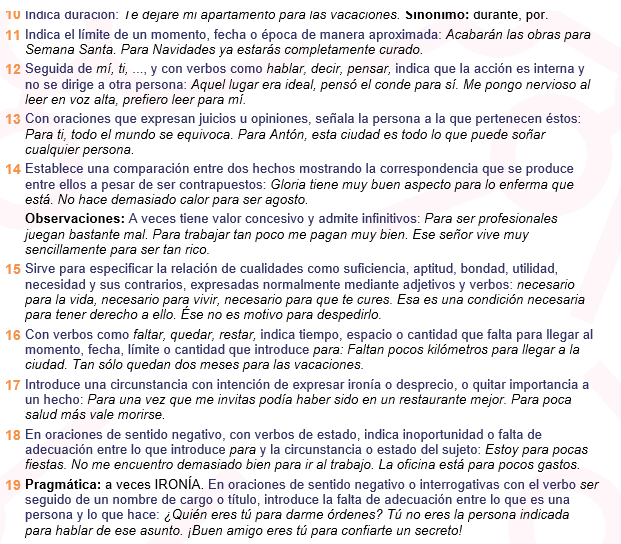 10 Indica duración: Te dejaré mi apartamento para las vacaciones. Sinónimo: durante, por.
11 Indica el límite de un momento, fecha o época de manera aproximada: Acabarán las obras para
Semana Santa. Para Navidades ya estarás completamente curado.
12 Seguida de mí, ti, ..., y con verbos como hablar, decir, pensar, indica que la acción es interna y
no se dirige a otra persona: Aquel lugar era ideal, pensó el conde para sí. Me pongo nervioso al
leer en voz alta, prefiero leer para mí.
13 Con oraciones que expresan juicios u opiniones, señala la persona a la que pertenecen éstos:
Para ti, todo el mundo se equivoca. Para Antón, esta ciudad es todo lo que puede soñar
cualquier persona.
14 Establece una comparación entre dos hechos mostrando la correspondencia que se produce
entre ellos a pesar de ser contrapuestos: Gloria tiene muy buen aspecto para lo enferma que
está. No hace demasiado calor para ser agosto.
Observaciones: A veces tiene valor concesivo y admite infinitivos: Para ser profesionales
juegan bastante mal. Para trabajar tan poco me pagan muy bien. Ese señor vive muy
sencillamente para ser tan rico.
15 Sirve para especificar la relación de cualidades como suficiencia, aptitud, bondad, utilidad,
necesidad y sus contrarios, expresadas normalmente mediante adjetivos y verbos: necesario
para la vida, necesario para vivir, necesario para que te cures. Esa es una condición necesaria
para tener derecho a ello. Ése no es motivo para despedirlo.
16 Con verbos como faltar, quedar, restar, indica tiempo, espacio o cantidad que falta para llegar al
momento, fecha, límite o cantidad que introduce para: Faltan pocos kilómetros para llegar a la
ciudad. Tan sólo quedan dos meses para las vacaciones.
17 Introduce una circunstancia con intención de expresar ironía o desprecio, o quitar importancia a
un hecho: Para una vez que me invitas podía haber sido en un restaurante mejor. Para poca
salud más vale morirse.
18 En oraciones de sentido negativo, con verbos de estado, indica inoportunidad o falta de
adecuación entre lo que introduce para y la circunstancia o estado del sujeto: Estoy para pocas
fiestas. No me encuentro demasiado bien para ir al trabajo. La oficina está para pocos gastos.
19 Pragmática: a veces IRONÍA. En oraciones de sentido negativo o interrogativas con el verbo ser
seguido de un nombre de cargo o título, introduce la falta de adecuación entre lo que es una
persona y lo que hace: ¿Quién eres tú para darme órdenes? Tú no eres la persona indicada
para hablar de ese asunto. ¡Buen amigo eres tú para confiarte un secreto!